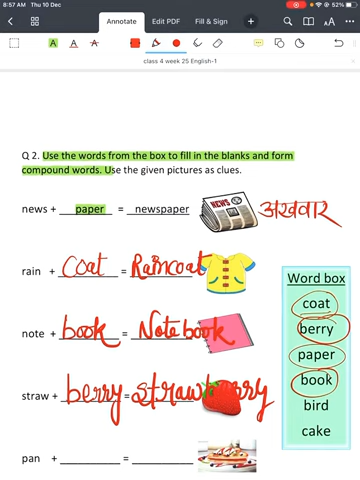 8:57 AM Thu 10 Dec 52%
Annotate Edit PDF Fill & Sign
class 4 week 25 English-1
Q 2. Use the words from the box to fill in the blanks and form
compound words. Use the given pictures as clues.
news + paper = newspaper अखबार
NEWS
rain + coat = Raincoat
note + book = Notebook
straw + berry = strawberry
pan + ____________ = ____________
Word box
coat
berry
paper
book
bird
cake